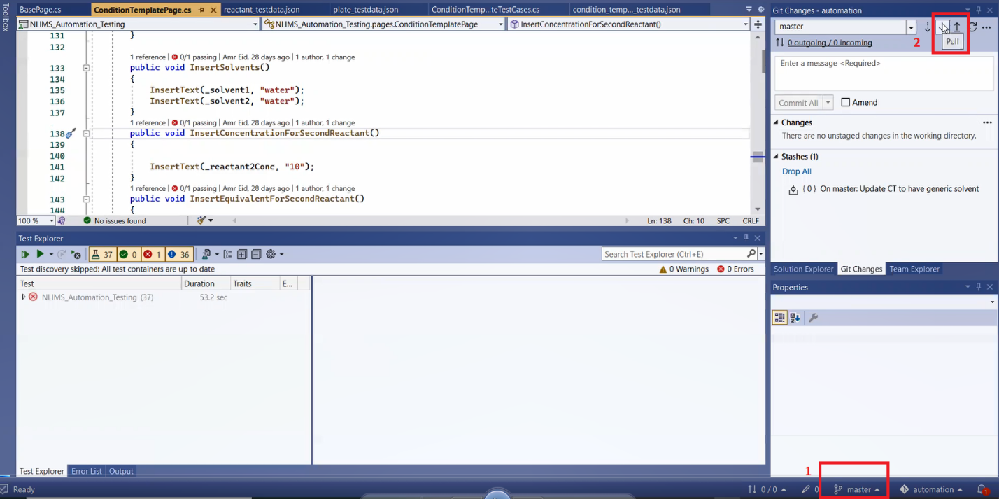 Toolbox
BasePage.cs
ConditionTemplatePage.cs
reactant_testdata.json
plate_testdata.json
ConditionTemp...teTestCases.cs
condition_temp..._testdata.json
NLIMS_Automation_Testing
NLIMS_Automation_Testing.pages.ConditionTemplatePage
InsertConcentrationForSecondReactant()
131 }
132
1 reference | 0/1 passing | Amr Eid, 28 days ago | 1 author, 1 change
133 public void InsertSolvents()
134 {
135 InsertText(_solvent1, "water");
136 InsertText(_solvent2, "water");
137 }
1 reference | 0/1 passing | Amr Eid, 28 days ago | 1 author, 1 change
138 public void InsertConcentrationForSecondReactant()
139 {
140
141 InsertText(_reactant2Conc, "10");
142 }
1 reference | 0/1 passing | Amr Eid, 28 days ago | 1 author, 1 change
143 public void InsertEquivalentForSecondReactant()
144 {
100 %
No issues found
Ln: 138 Ch: 10 SPC CRLF
Test Explorer
37 0 1 36
Search Test Explorer (Ctrl+E)
Test discovery skipped: All test containers are up to date
0 Warnings 0 Errors
Test Duration Traits E...
NLIMS_Automation_Testing (37) 53.2 sec
Test Explorer Error List Output
Git Changes - automation
master
2
Pull
0 outgoing / 0 incoming
Enter a message <Required>
Commit All
Amend
Changes
There are no unstaged changes in the working directory.
Stashes (1)
Drop All
{ 0 } On master: Update CT to have generic solvent
Solution Explorer Git Changes Team Explorer
Properties
1
Ready
0 / 0
0
master
automation
1